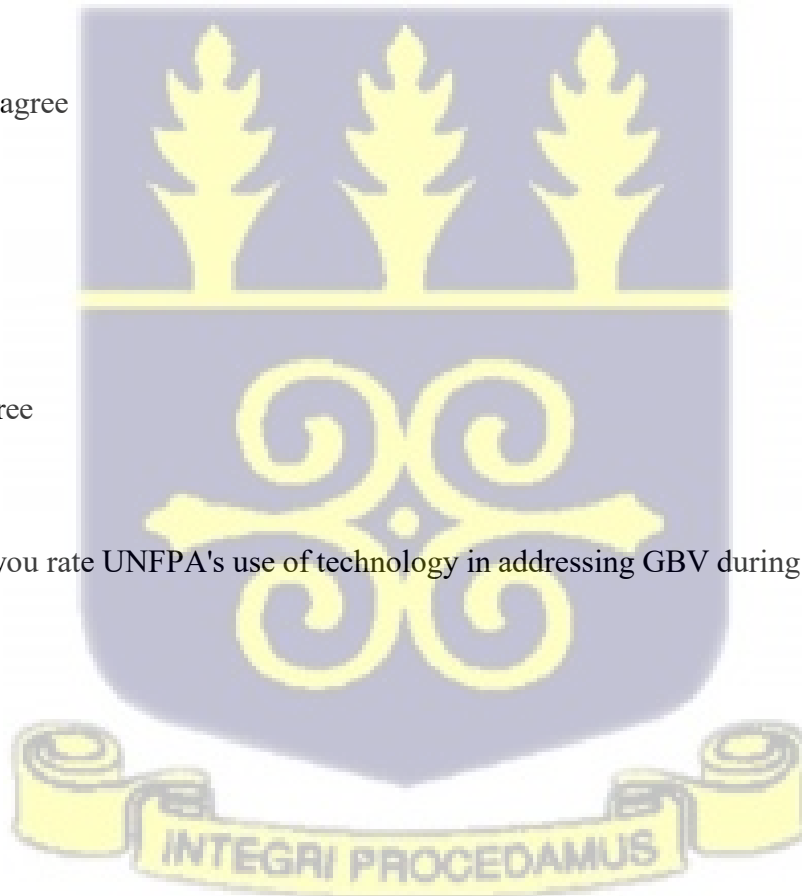 agree
ree
you rate UNFPA's use of technology in addressing GBV during
INTEGRI PROCEDAMUS